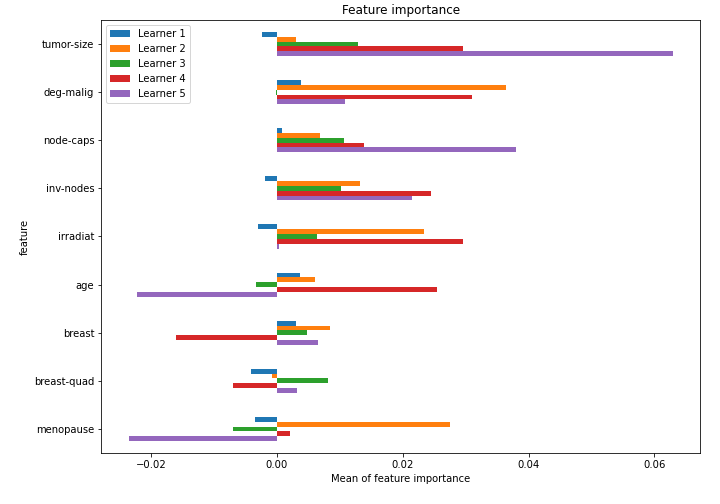 Feature importance
Learner 1
Learner 2
Learner 3
Learner 4
Learner 5
tumor-size
deg-malig
node-caps
inv-nodes
irradiat
age
breast
breast-quad
menopause
feature
−0.02 0.00 0.02 0.04 0.06
Mean of feature importance